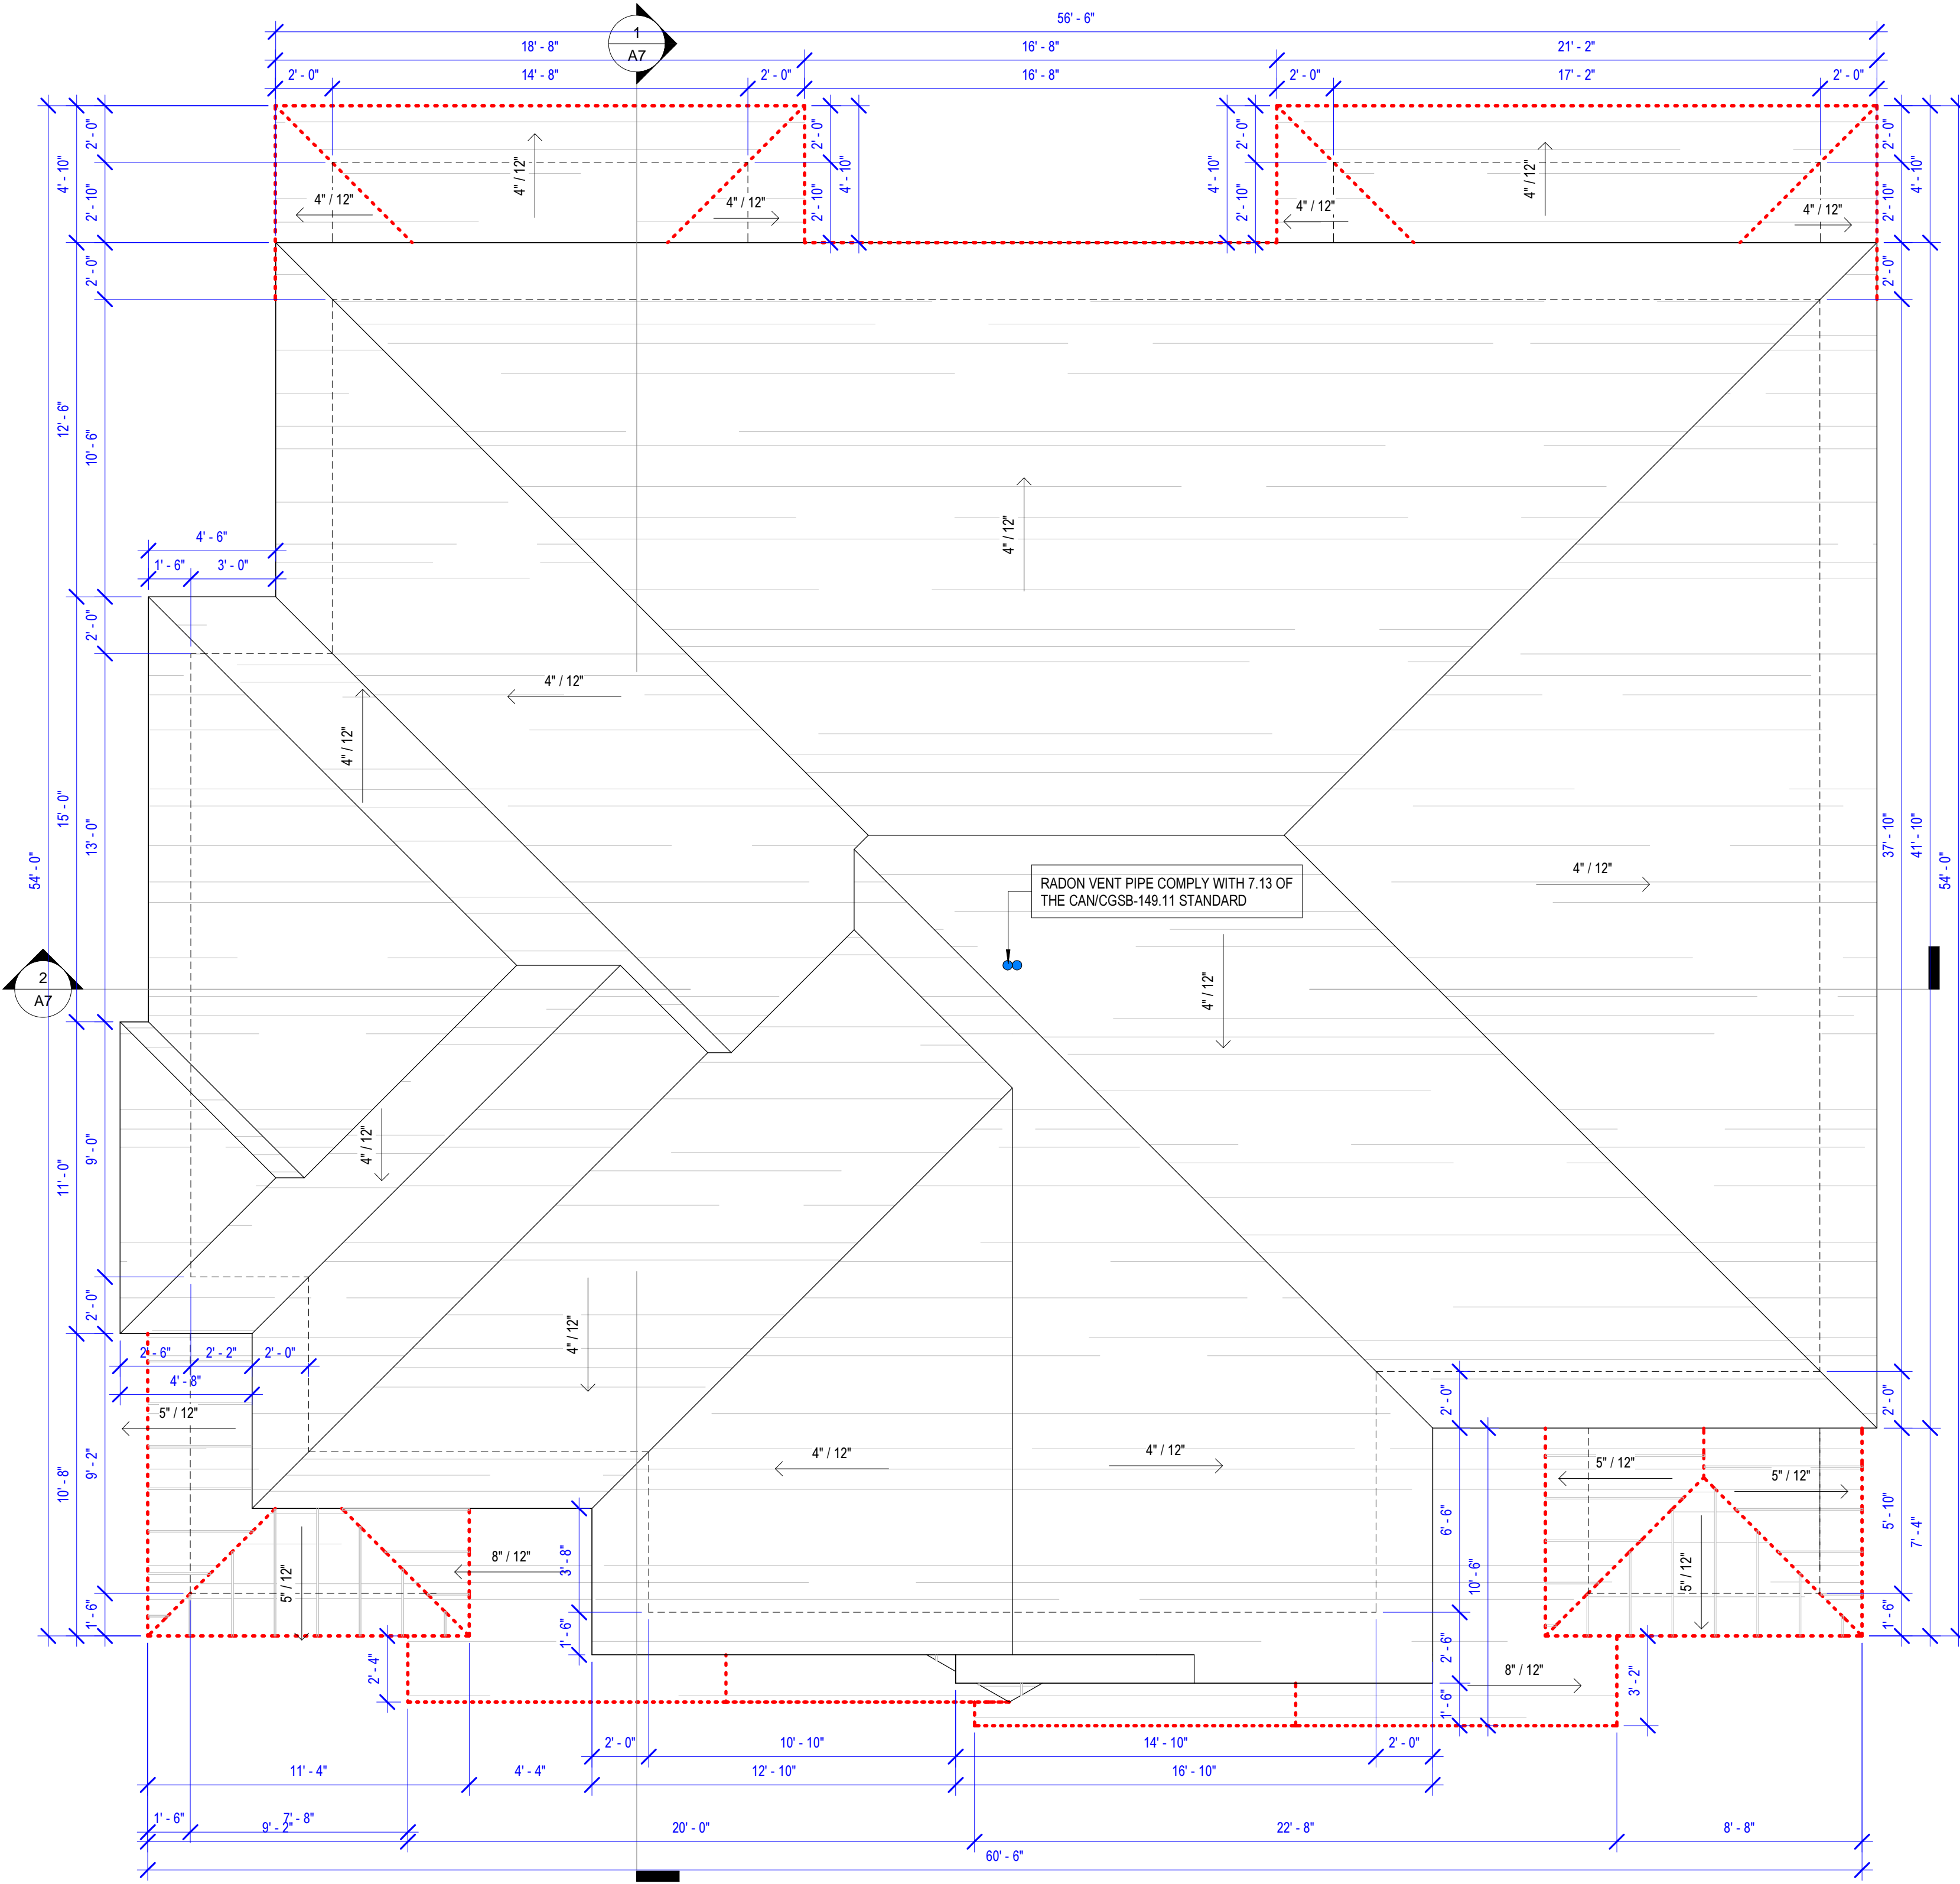 56' - 6"
1
A7
18' - 8"
16' - 8"
21' - 2"
2' - 0"
14' - 8"
2' - 0"
16' - 8"
2' - 0"
17' - 2"
2' - 0"
2' - 0"
4' - 10"
2' - 10"
4" / 12"
4" / 12"
4" / 12"
2' - 0"
2' - 10"
4' - 10"
4' - 10"
2' - 0"
2' - 10"
4" / 12"
4" / 12"
4" / 12"
2' - 0"
2' - 10"
4' - 10"
2' - 0"
2' - 0"
12' - 6"
10' - 6"
4" / 12"
4' - 6"
1' - 6"
3' - 0"
2' - 0"
4" / 12"
4" / 12"
54' - 0"
15' - 0"
13' - 0"
37' - 10"
41' - 10"
54' - 0"
4" / 12"
RADON VENT PIPE COMPLY WITH 7.13 OF
THE CAN/CGSB-149.11 STANDARD
4" / 12"
2
A7
11' - 0"
9' - 0"
4" / 12"
2' - 0"
4" / 12"
2' - 6"
2' - 2"
2' - 0"
4' - 8"
5" / 12"
2' - 0"
2' - 0"
4" / 12"
4" / 12"
5" / 12"
5" / 12"
10' - 8"
9' - 2"
6' - 6"
10' - 6"
5' - 10"
7' - 4"
8" / 12"
3' - 8"
5" / 12"
5" / 12"
1' - 6"
1' - 6"
1' - 6"
2' - 4"
2' - 6"
8" / 12"
3' - 2"
1' - 6"
2' - 0"
10' - 10"
14' - 10"
2' - 0"
11' - 4"
4' - 4"
12' - 10"
16' - 10"
1' - 6"
7' - 8"
9' - 2"
20' - 0"
22' - 8"
8' - 8"
60' - 6"